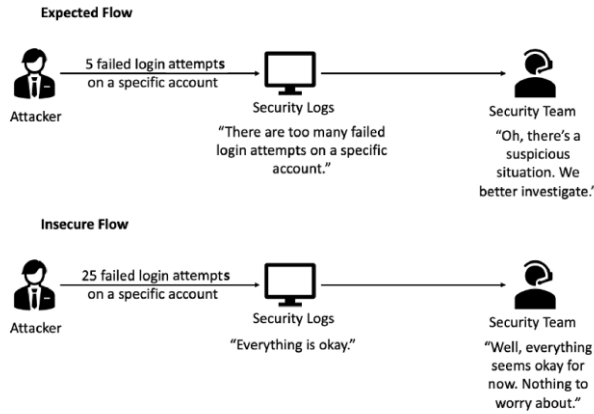 Expected Flow
5 failed login attempts
on a specific account
Attacker
Security Logs
"There are too many failed
login attempts on a specific
account."
Security Team
"Oh, there's a
suspicious
situation. We
better investigate."
Insecure Flow
25 failed login attempts
on a specific account
Attacker
Security Logs
"Everything is okay."
Security Team
"Well, everything
seems okay for
now. Nothing to
worry about."